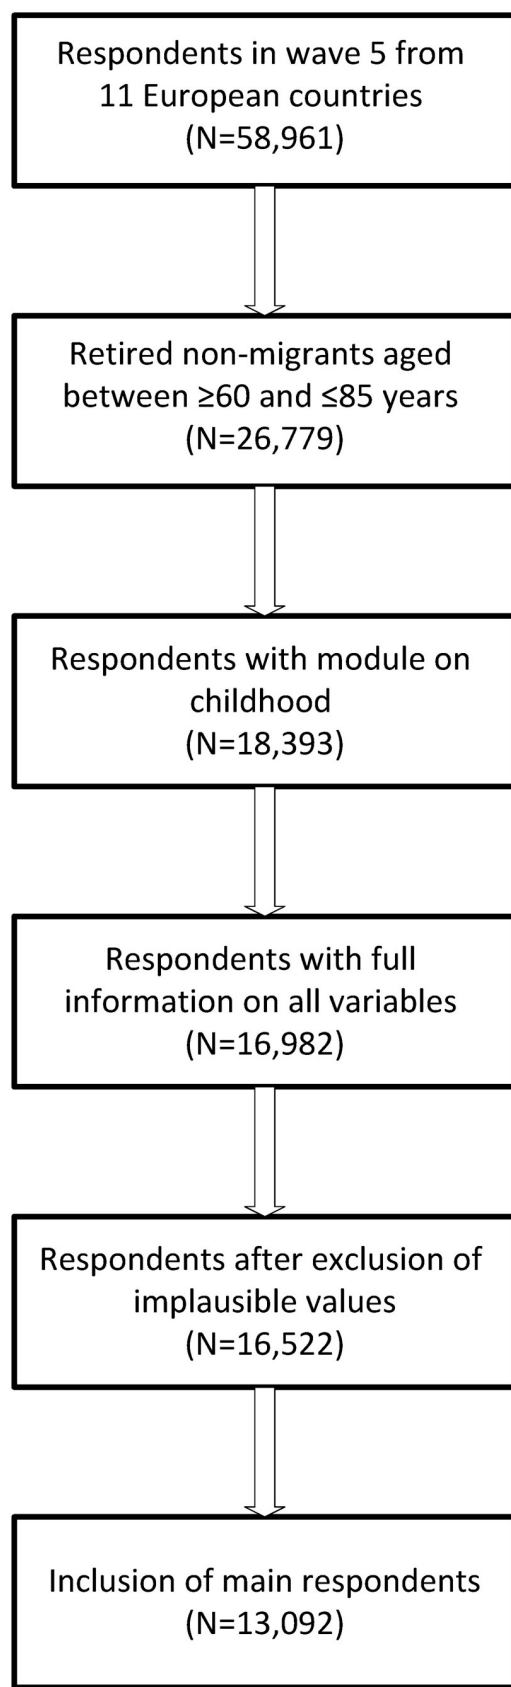 Respondents in wave 5 from
11 European countries
(N=58,961)
Retired non-migrants aged
between ≥60 and ≤85 years
(N=26,779)
Respondents with module on
childhood
(N=18,393)
Respondents with full
information on all variables
(N=16,982)
Respondents after exclusion of
implausible values
(N=16,522)
Inclusion of main respondents
(N=13,092)